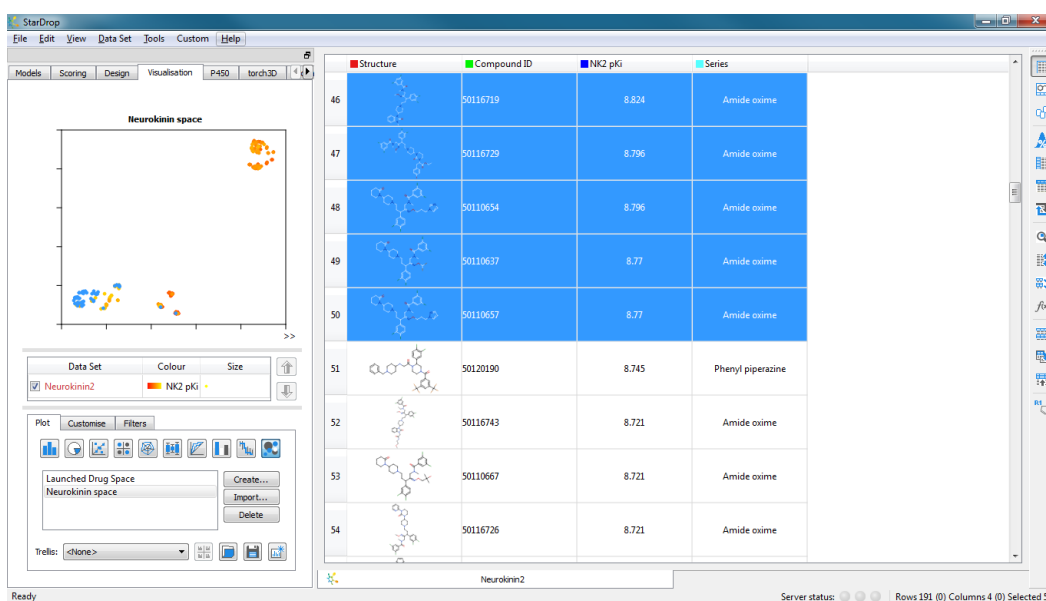 StarDrop
File Edit View Data Set Tools Custom Help
Models Scoring Design Visualisation P450 torch3D
Neurokinin space
>>
Data Set Colour Size
Neurokinin2 NK2 pKi
Plot Customise Filters
Launched Drug Space
Neurokinin space
Create...
Import...
Delete
Trellis: <None>
Structure Compound ID NK2 pKi Series
46 50116719 8.824 Amide oxime
47 50116729 8.796 Amide oxime
48 50110654 8.796 Amide oxime
49 50110637 8.77 Amide oxime
50 50110657 8.77 Amide oxime
51 50120190 8.745 Phenyl piperazine
52 50116743 8.721 Amide oxime
53 50110667 8.721 Amide oxime
54 50116726 8.721 Amide oxime
Neurokinin2
Ready
Server status: Rows 191 (0) Columns 4 (0) Selected 5